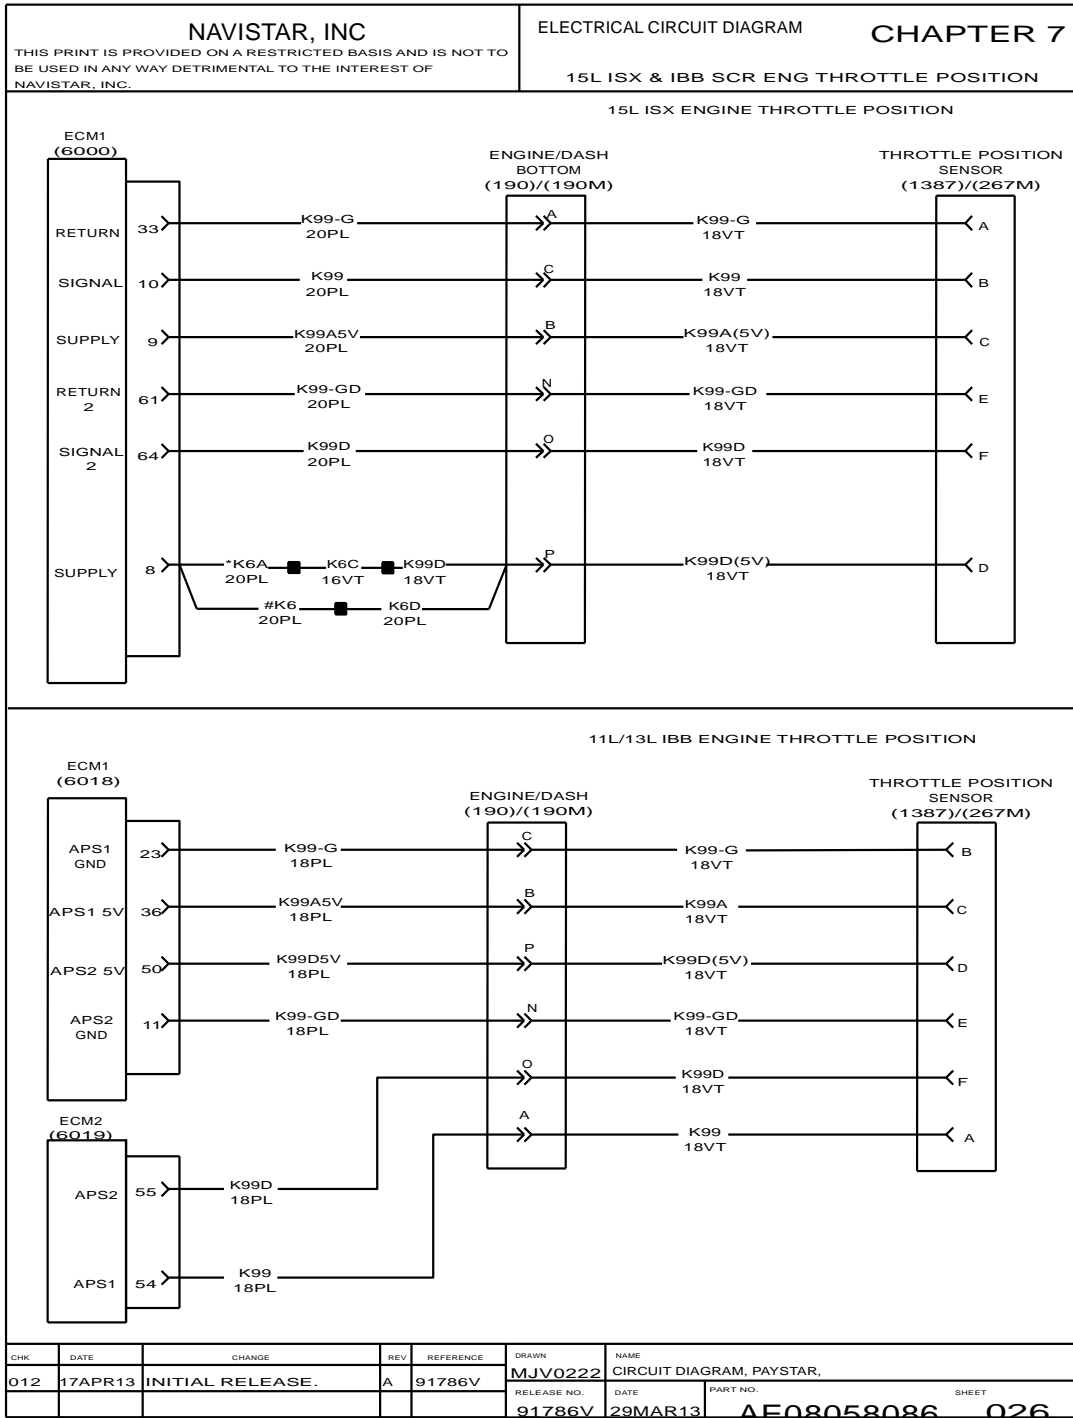 NAVISTAR, INC
THIS PRINT IS PROVIDED ON A RESTRICTED BASIS AND IS NOT TO
BE USED IN ANY WAY DETRIMENTAL TO THE INTEREST OF
NAVISTAR, INC.
ELECTRICAL CIRCUIT DIAGRAM
CHAPTER 7
15L ISX & IBB SCR ENG THROTTLE POSITION
15L ISX ENGINE THROTTLE POSITION
ECM1
(6000)
ENGINE/DASH
BOTTOM
(190)/(190M)
THROTTLE POSITION
SENSOR
(1387)/(267M)
RETURN 33 K99-G A K99-G A
20PL 18VT
SIGNAL 10 K99 C K99 B
20PL 18VT
SUPPLY 9 K99A5V B K99A(5V) C
20PL 18VT
RETURN 2 61 K99-GD N K99-GD E
20PL 18VT
SIGNAL 2 64 K99D O K99D F
20PL 18VT
SUPPLY 8 *K6A K6C K99D P K99D(5V) D
20PL 16VT 18VT 18VT
#K6 K6D
20PL 20PL
11L/13L IBB ENGINE THROTTLE POSITION
ECM1
(6018)
ENGINE/DASH
(190)/(190M)
THROTTLE POSITION
SENSOR
(1387)/(267M)
APS1 GND 23 K99-G C K99-G B
18PL 18VT
APS1 5V 36 K99A5V B K99A C
18PL 18VT
APS2 5V 50 K99D5V P K99D(5V) D
18PL 18VT
APS2 GND 11 K99-GD N K99-GD E
18PL 18VT
O K99D F
18VT
ECM2
(6019)
A K99 A
18VT
APS2 55 K99D
18PL
APS1 54 K99
18PL
CHK DATE CHANGE REV REFERENCE
012 17APR13 INITIAL RELEASE. A 91786V
DRAWN NAME
MJV0222 CIRCUIT DIAGRAM, PAYSTAR,
RELEASE NO. DATE PART NO. SHEET
91786V 29MAR13 AE08058086 026